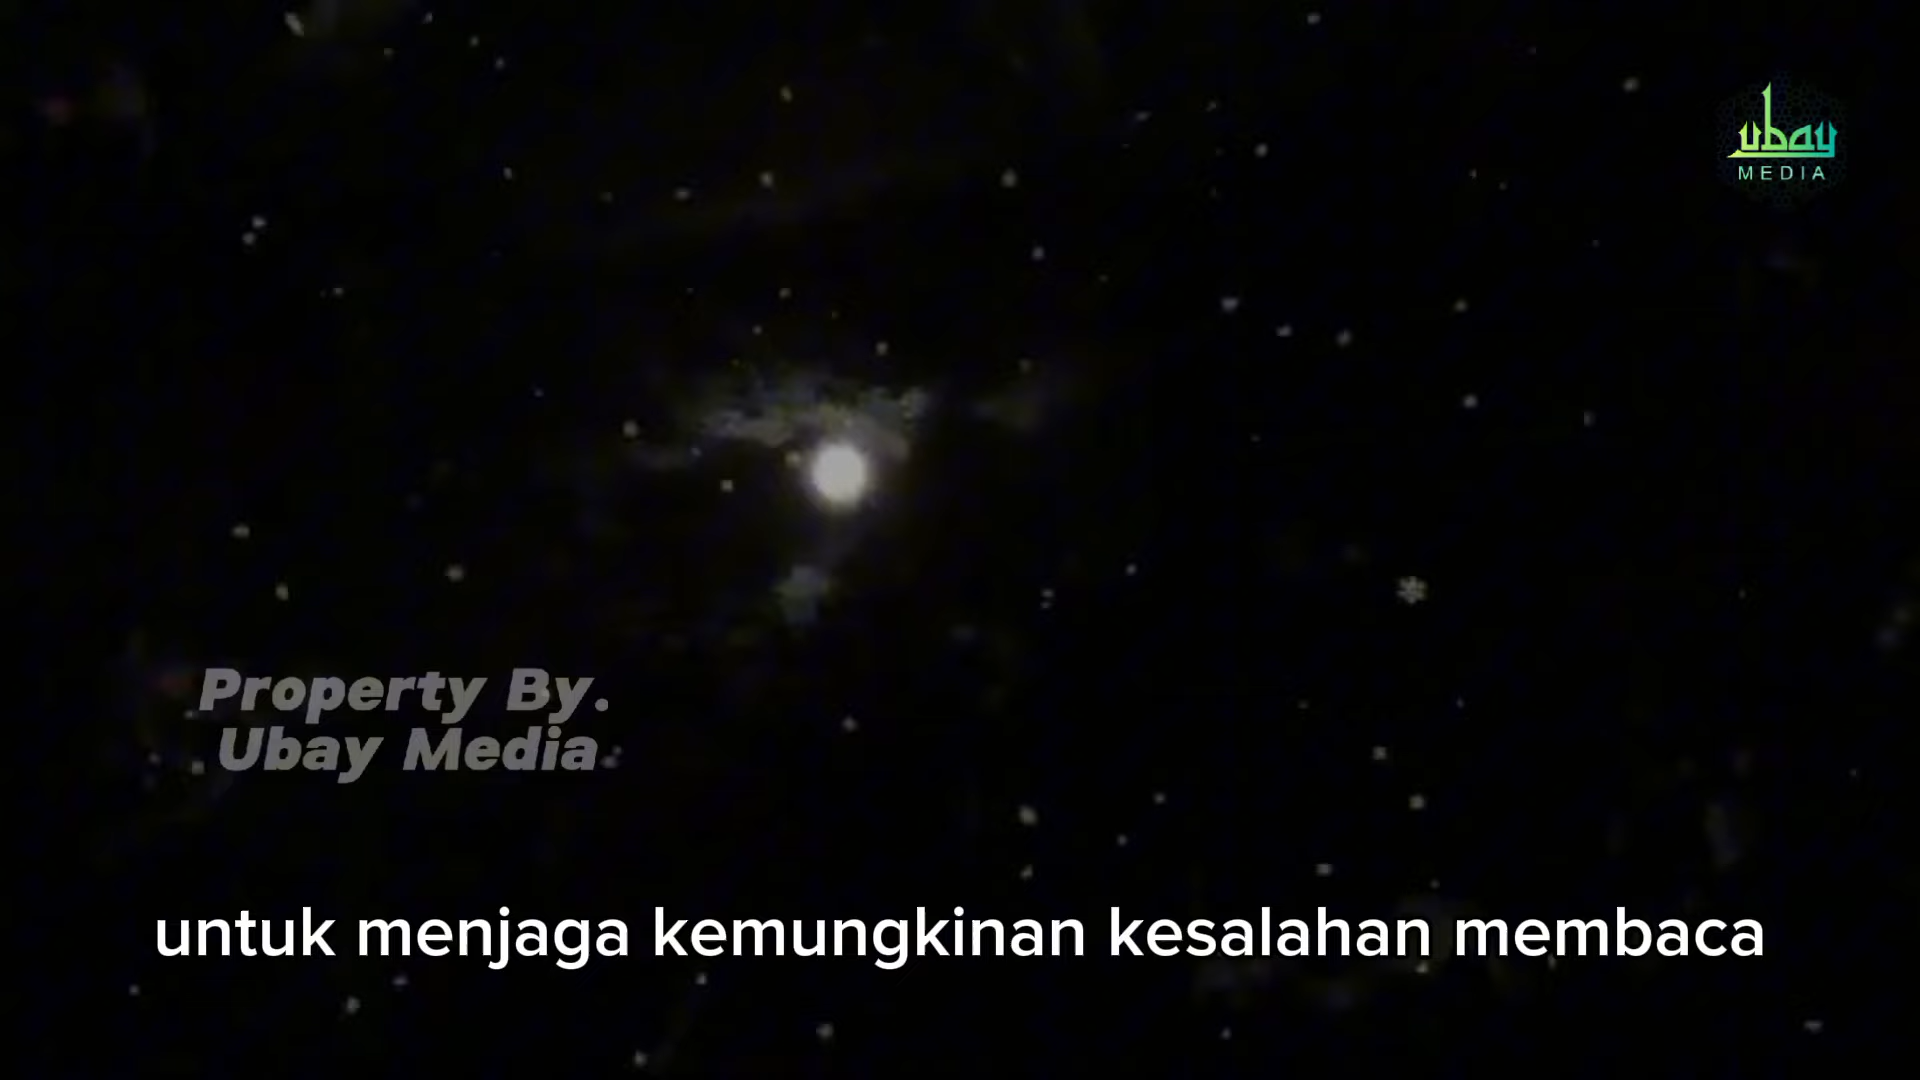 ubay
MEDIA
Property By.
Ubay Media
untuk menjaga kemungkinan kesalahan membaca